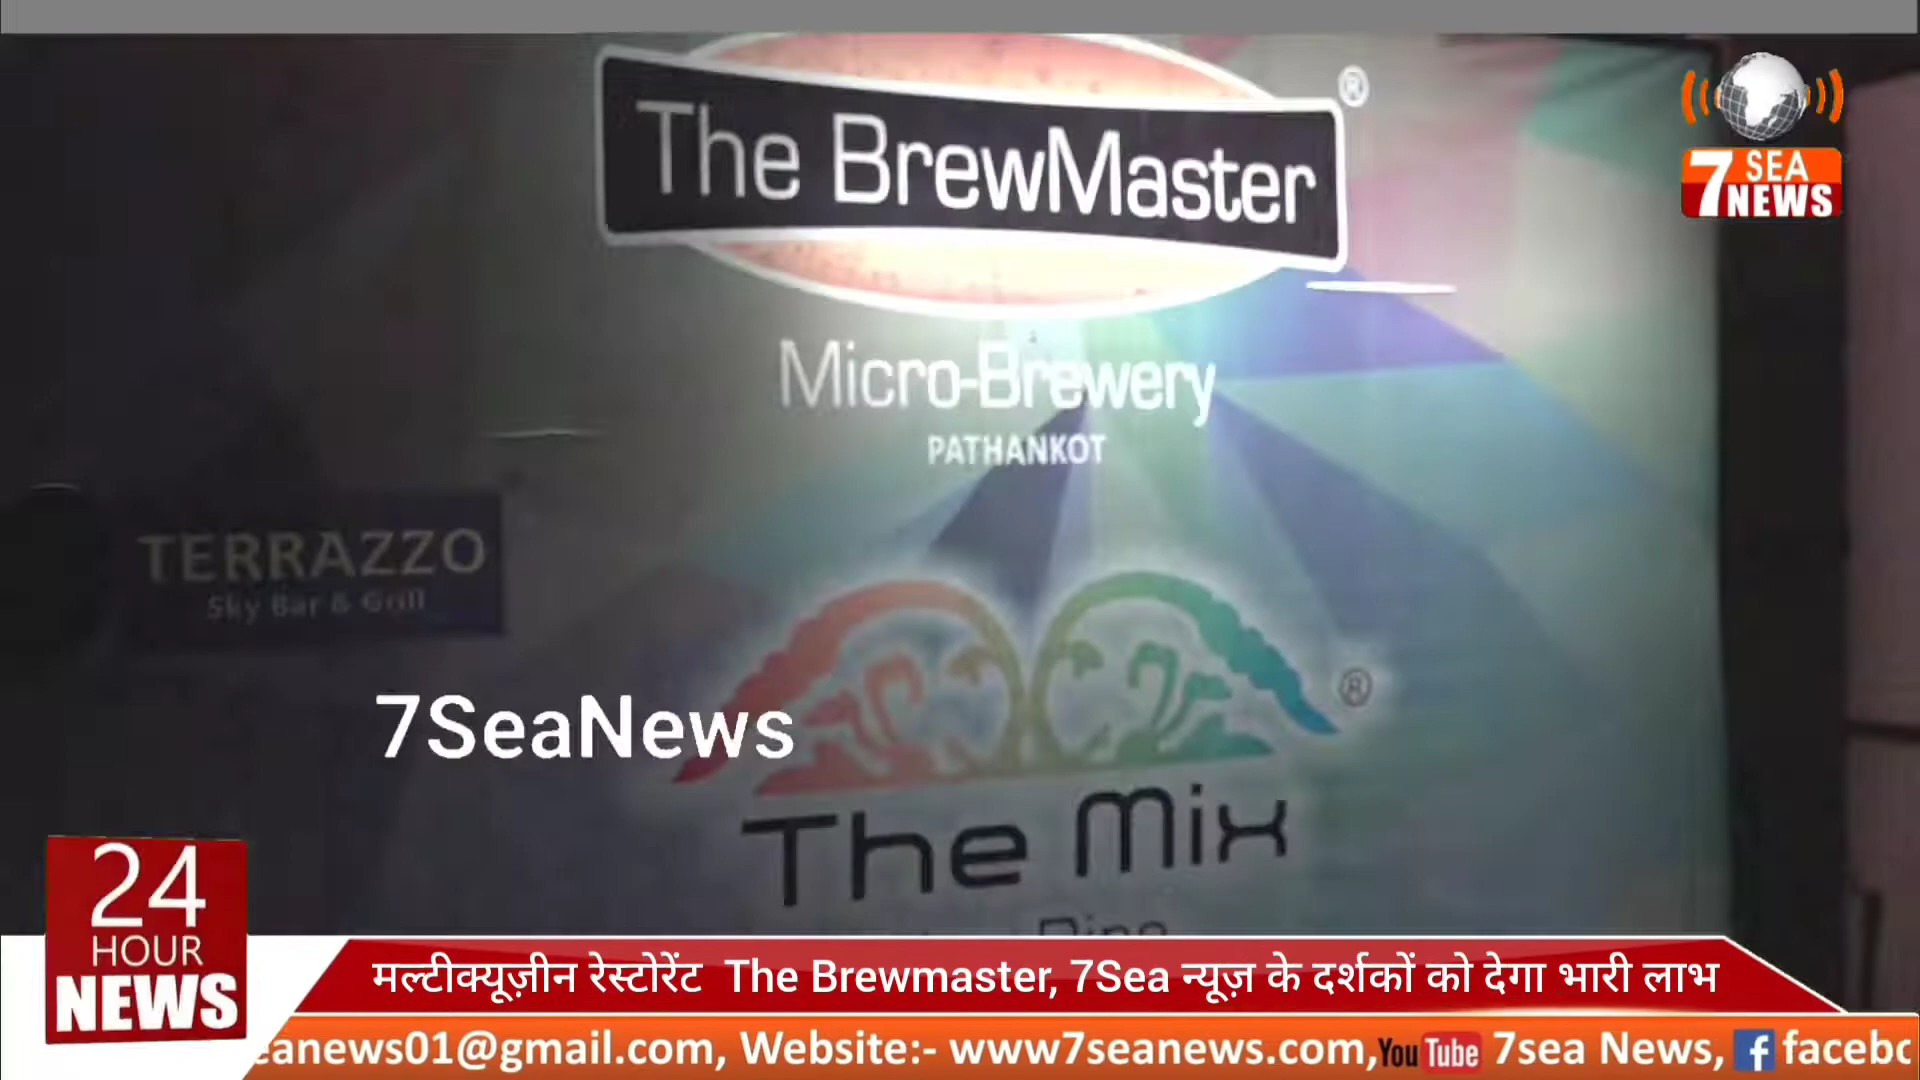 The BrewMaster ®
7 SEA
NEWS
Micro-Brewery
PATHANKOT
TERRAZZO
Sky Bar & Grill
®
7SeaNews
The Mix
24
HOUR
NEWS
मल्टीक्यूज़ीन रेस्टोरेंट The Brewmaster, 7Sea न्यूज़ के दर्शकों को देगा भारी लाभ
eanews01@gmail.com, Website:- www7seanews.com, YouTube 7sea News, f facebo